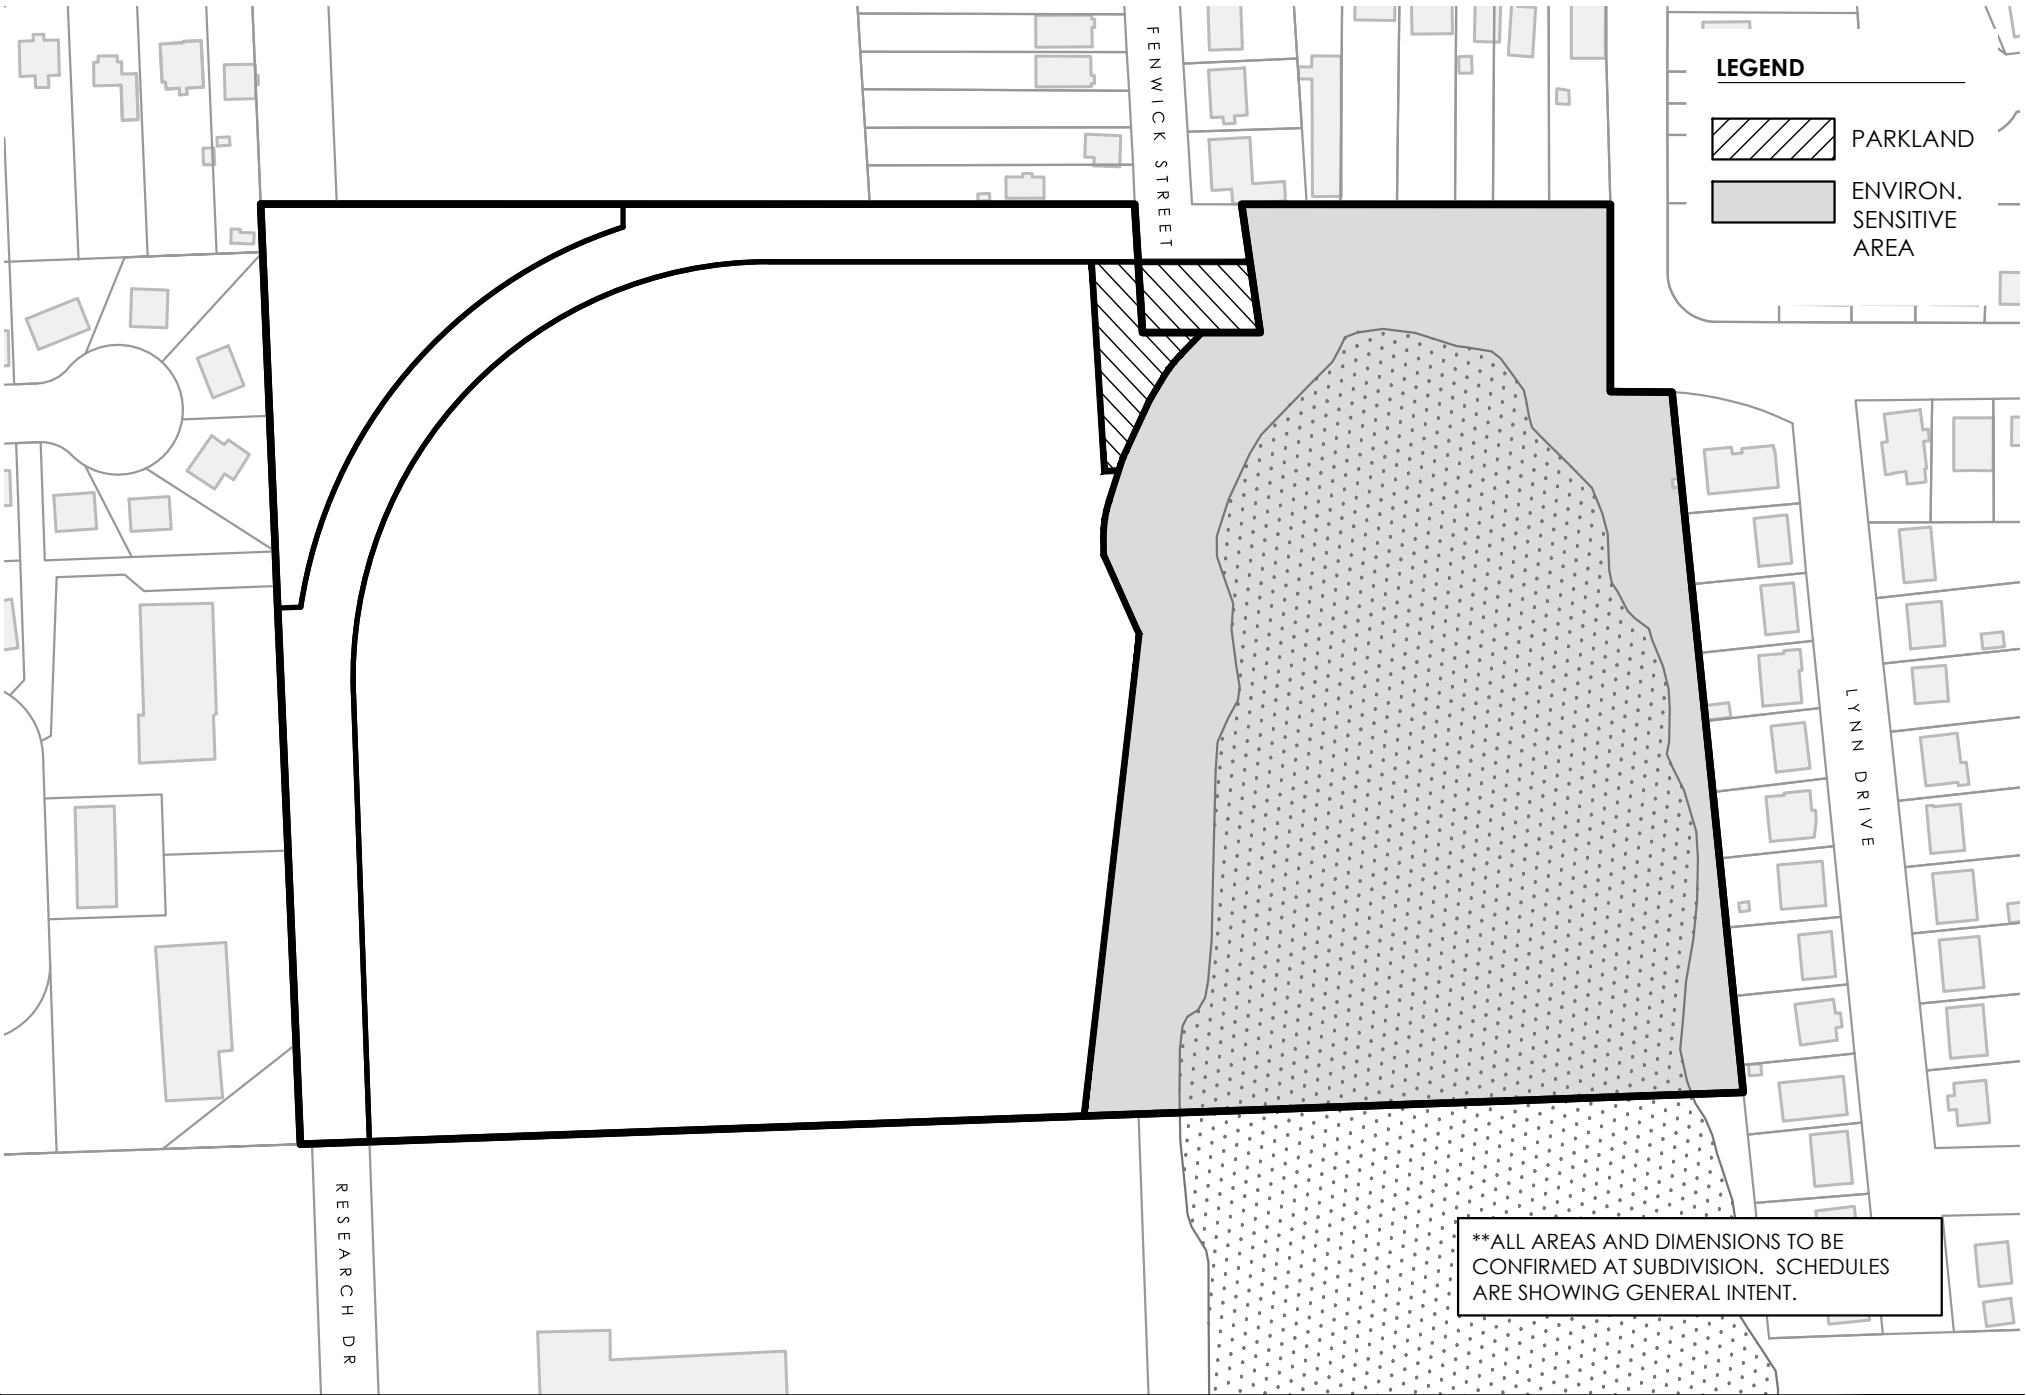 FENWICK STREET
LEGEND
PARKLAND
ENVIRON.
SENSITIVE
AREA
LYNN DRIVE
RESEARCH DR
**ALL AREAS AND DIMENSIONS TO BE
CONFIRMED AT SUBDIVISION. SCHEDULES
ARE SHOWING GENERAL INTENT.